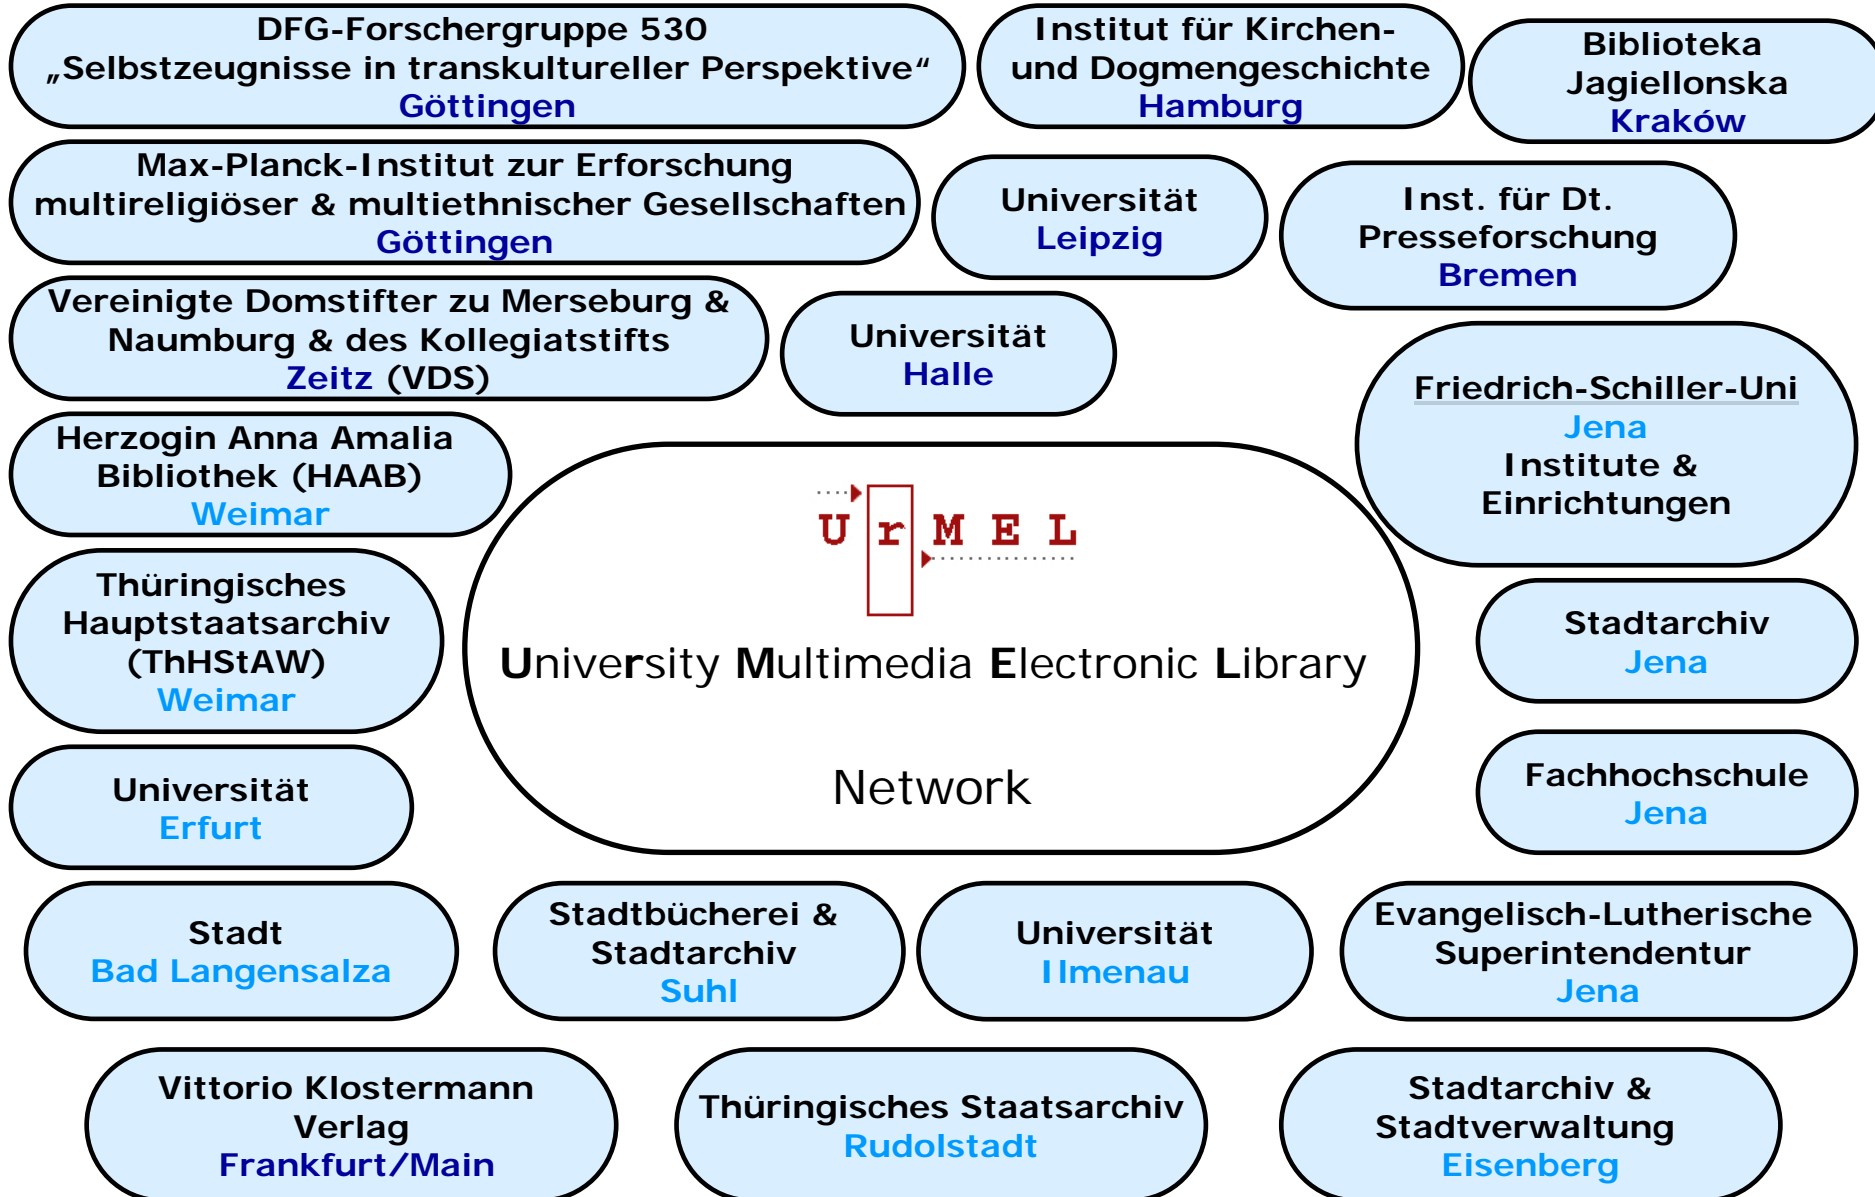 DFG-Forschergruppe 530
„Selbstzeugnisse in transkultureller Perspektive“
Göttingen
Institut für Kirchen-
und Dogmengeschichte
Hamburg
Biblioteka
Jagiellonska
Kraków
Max-Planck-Institut zur Erforschung
multireligiöser & multiethnischer Gesellschaften
Göttingen
Universität
Leipzig
Inst. für Dt.
Presseforschung
Bremen
Vereinigte Domstifter zu Merseburg &
Naumburg & des Kollegiatstifts
Zeitz (VDS)
Universität
Halle
Friedrich-Schiller-Uni
Jena
Institute &
Einrichtungen
Herzogin Anna Amalia
Bibliothek (HAAB)
Weimar
UrMEL
University Multimedia Electronic Library
Network
Thüringisches
Hauptstaatsarchiv
(ThHStAW)
Weimar
Stadtarchiv
Jena
Universität
Erfurt
Fachhochschule
Jena
Stadt
Bad Langensalza
Stadtbücherei &
Stadtarchiv
Suhl
Universität
Ilmenau
Evangelisch-Lutherische
Superintendentur
Jena
Vittorio Klostermann
Verlag
Frankfurt/Main
Thüringisches Staatsarchiv
Rudolstadt
Stadtarchiv &
Stadtverwaltung
Eisenberg